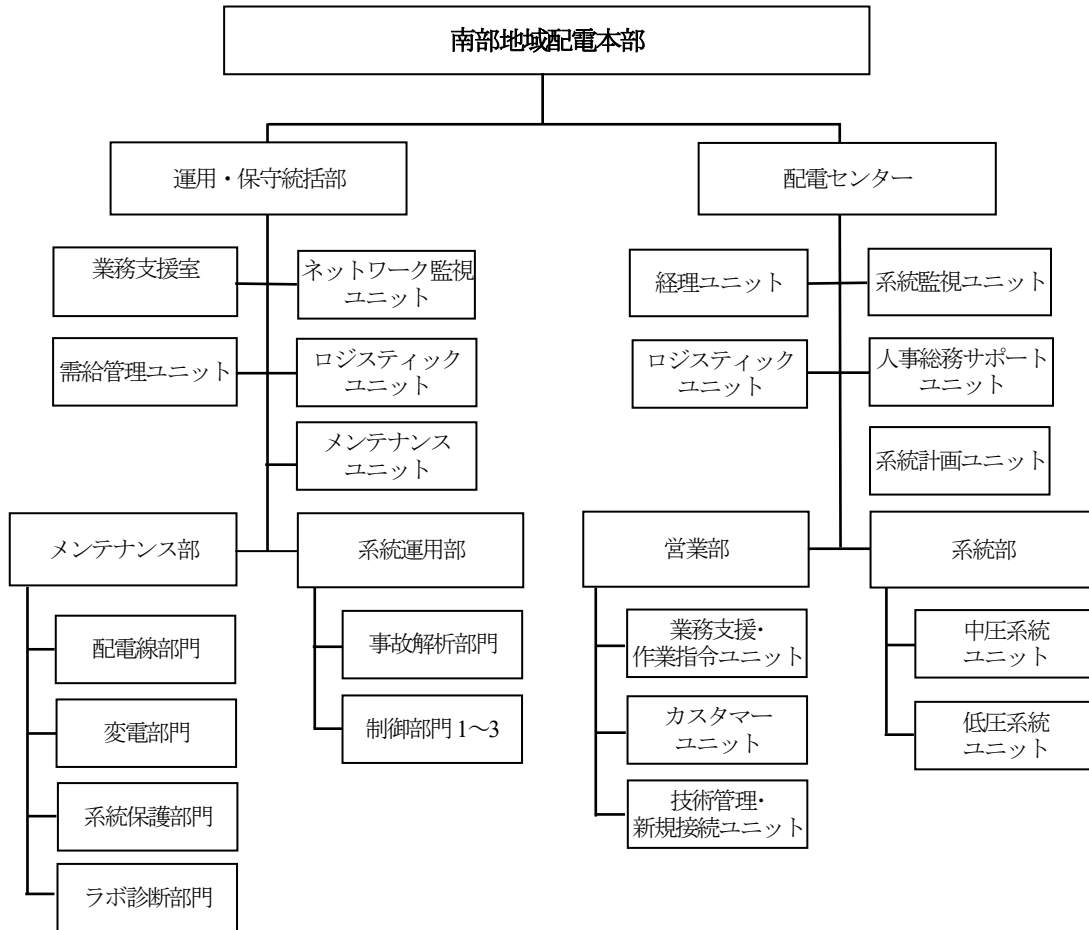 南部地域配電本部
運用・保守統括部
配電センター
業務支援室
ネットワーク監視
ユニット
経理ユニット
系統監視ユニット
需給管理ユニット
ロジスティック
ユニット
ロジスティック
ユニット
人事総務サポート
ユニット
メンテナンス
ユニット
系統計画ユニット
メンテナンス部
系統運用部
営業部
系統部
配電線部門
変電部門
系統保護部門
ラボ診断部門
事故解析部門
制御部門 1～3
業務支援・
作業指令ユニット
カスタマー
ユニット
技術管理・
新規接続ユニット
中圧系統
ユニット
低圧系統
ユニット